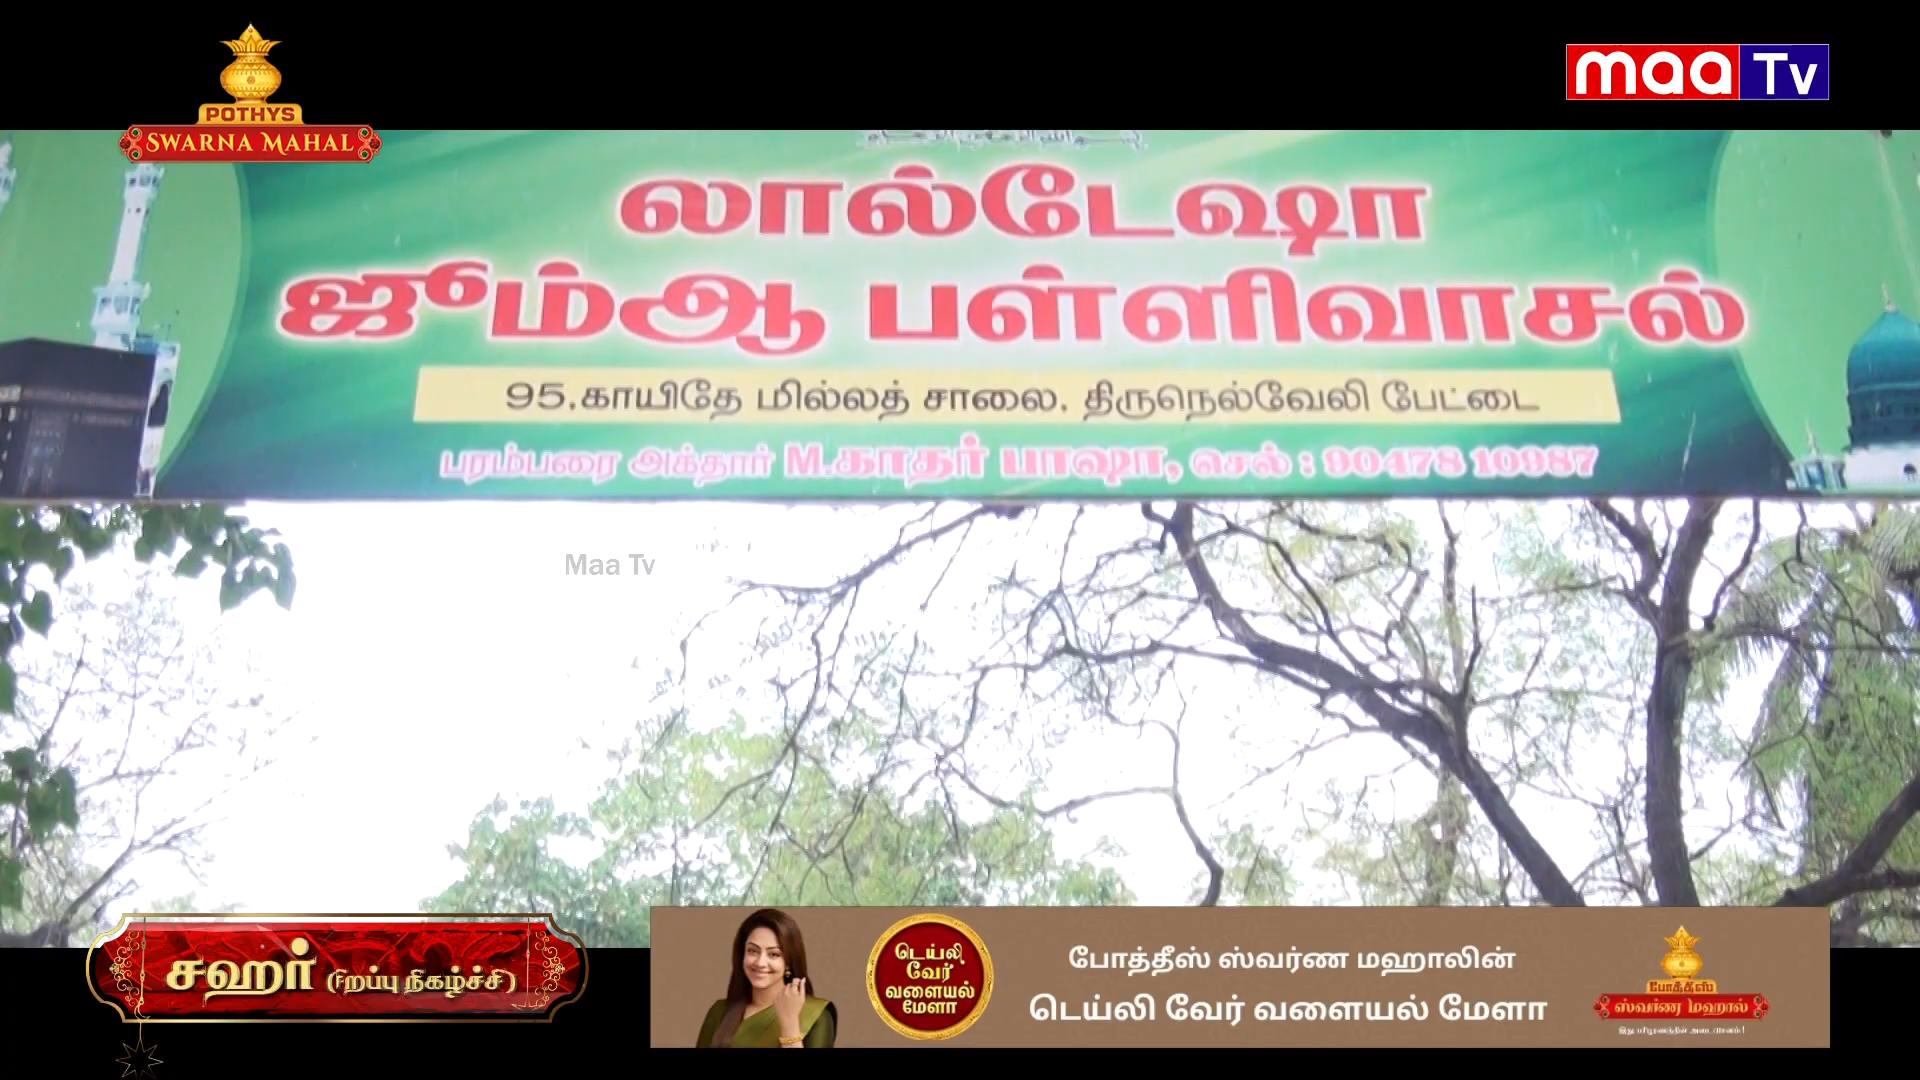 POTHYS
SWARNA MAHAL
maa Tv
லால்டேஷா
ஜும்ஆ பள்ளிவாசல்
95.காயிதே மில்லத் சாலை. திருநெல்வேலி பேட்டை
பரம்பரை அக்தார் M.காதர் பாஷா, செல் : 90478 10987
Maa Tv
சஹர் (சிறப்பு நிகழ்ச்சி)
டெய்லி
வேர்
வளையல்
மேளா
போத்தீஸ் ஸ்வர்ண மஹாலின்
டெய்லி வேர் வளையல் மேளா
போத்தீஸ்
ஸ்வர்ண மஹால்